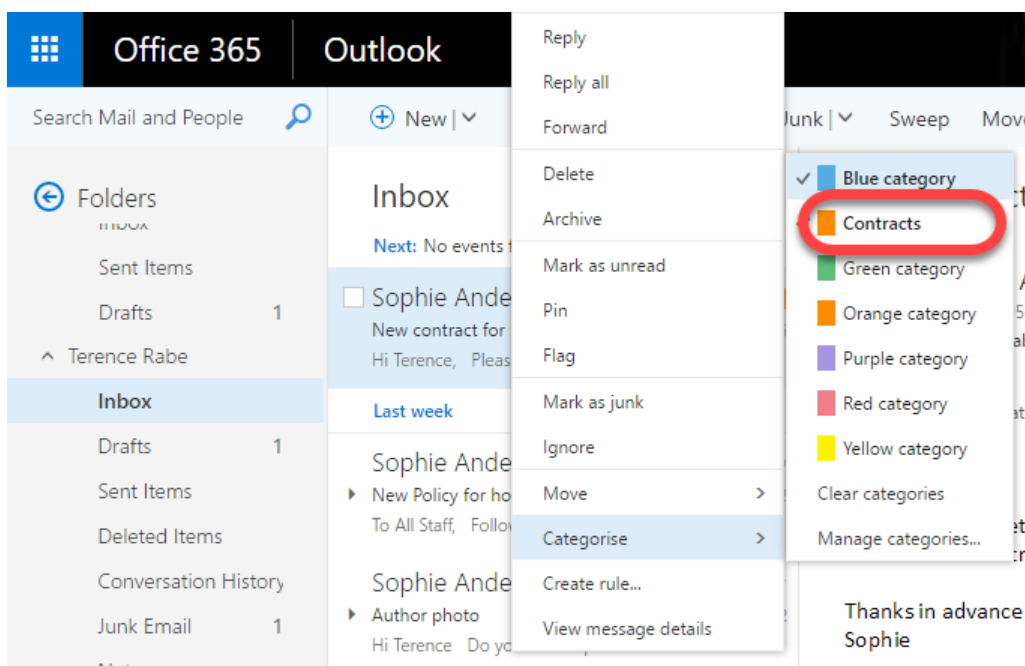 Office 365
Outlook
Search Mail and People
New
Junk
Sweep
Folders
Inbox
Sent Items
Drafts 1
Terence Rabe
Inbox
Drafts 1
Sent Items
Deleted Items
Conversation History
Junk Email 1
Inbox
Next: No events
Sophie Ande
New contract for
Hi Terence, Pleas
Last week
Sophie Ande
New Policy for ho
To All Staff, Follo
Sophie Ande
Author photo
Hi Terence Do yo
Reply
Reply all
Forward
Delete
Archive
Mark as unread
Pin
Flag
Mark as junk
Ignore
Move
Categorise
Create rule...
View message details
Blue category
Contracts
Green category
Orange category
Purple category
Red category
Yellow category
Clear categories
Manage categories...
Thanks in advance
Sophie